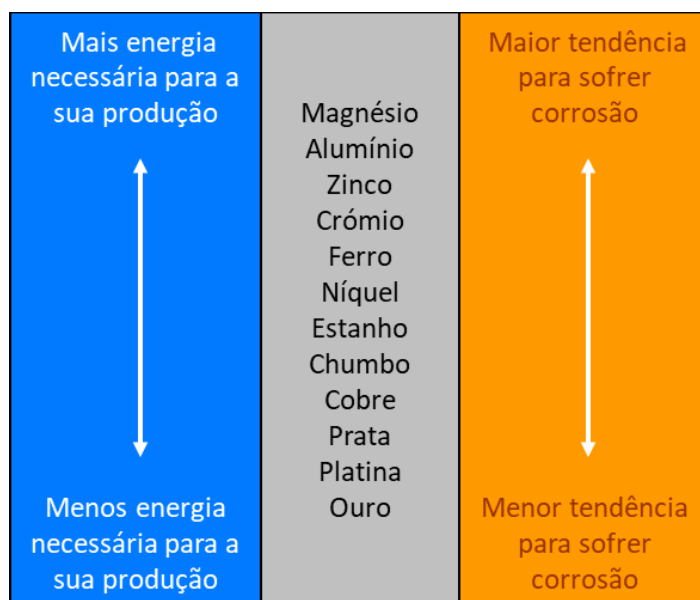 Mais energia
necessária para a
sua produção
Menos energia
necessária para a
sua produção
Magnésio
Alumínio
Zinco
Crómio
Ferro
Níquel
Estanho
Chumbo
Cobre
Prata
Platina
Ouro
Maior tendência
para sofrer
corrosão
Menor tendência
para sofrer
corrosão